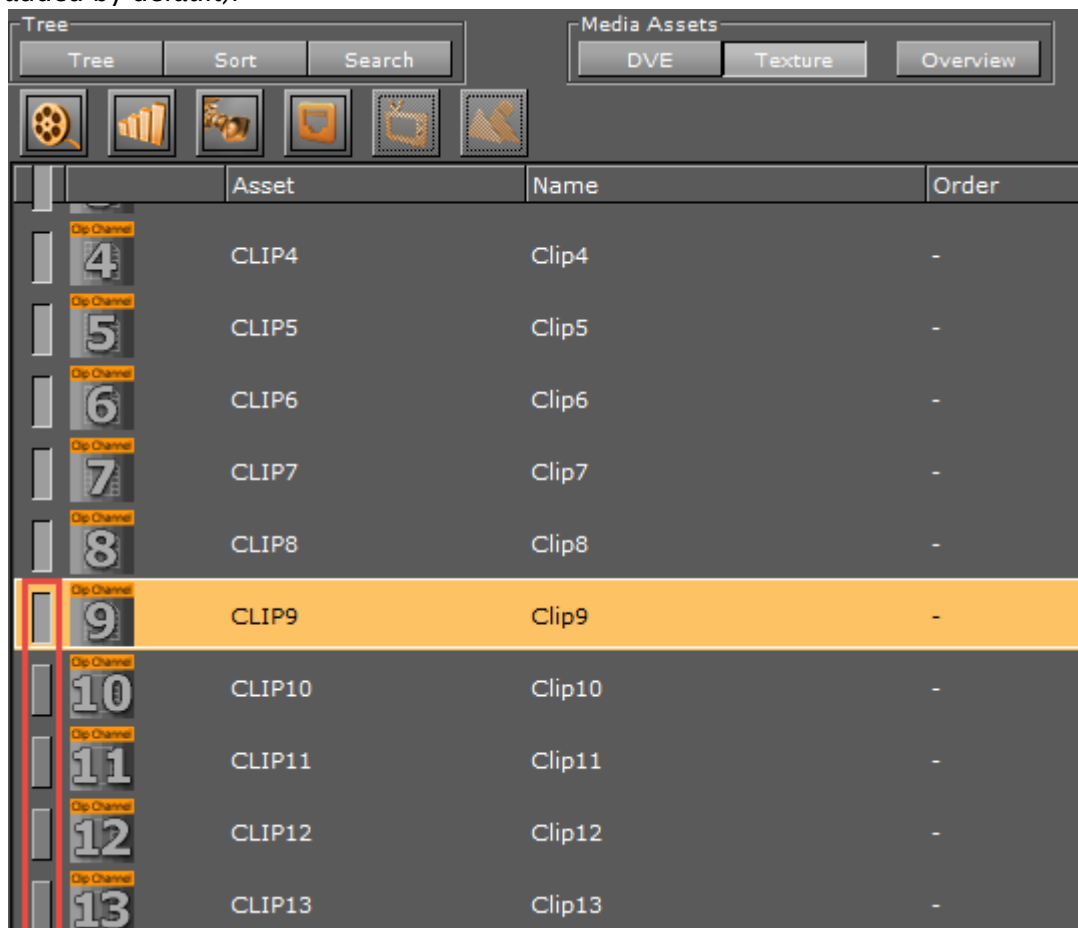 Tree Media Assets
Tree Sort Search DVE Texture Overview
Asset Name Order
Clip Channel
4 CLIP4 Clip4 -
Clip Channel
5 CLIP5 Clip5 -
Clip Channel
6 CLIP6 Clip6 -
Clip Channel
7 CLIP7 Clip7 -
Clip Channel
8 CLIP8 Clip8 -
Clip Channel
9 CLIP9 Clip9 -
Clip Channel
10 CLIP10 Clip10 -
Clip Channel
11 CLIP11 Clip11 -
Clip Channel
12 CLIP12 Clip12 -
Clip Channel
13 CLIP13 Clip13 -